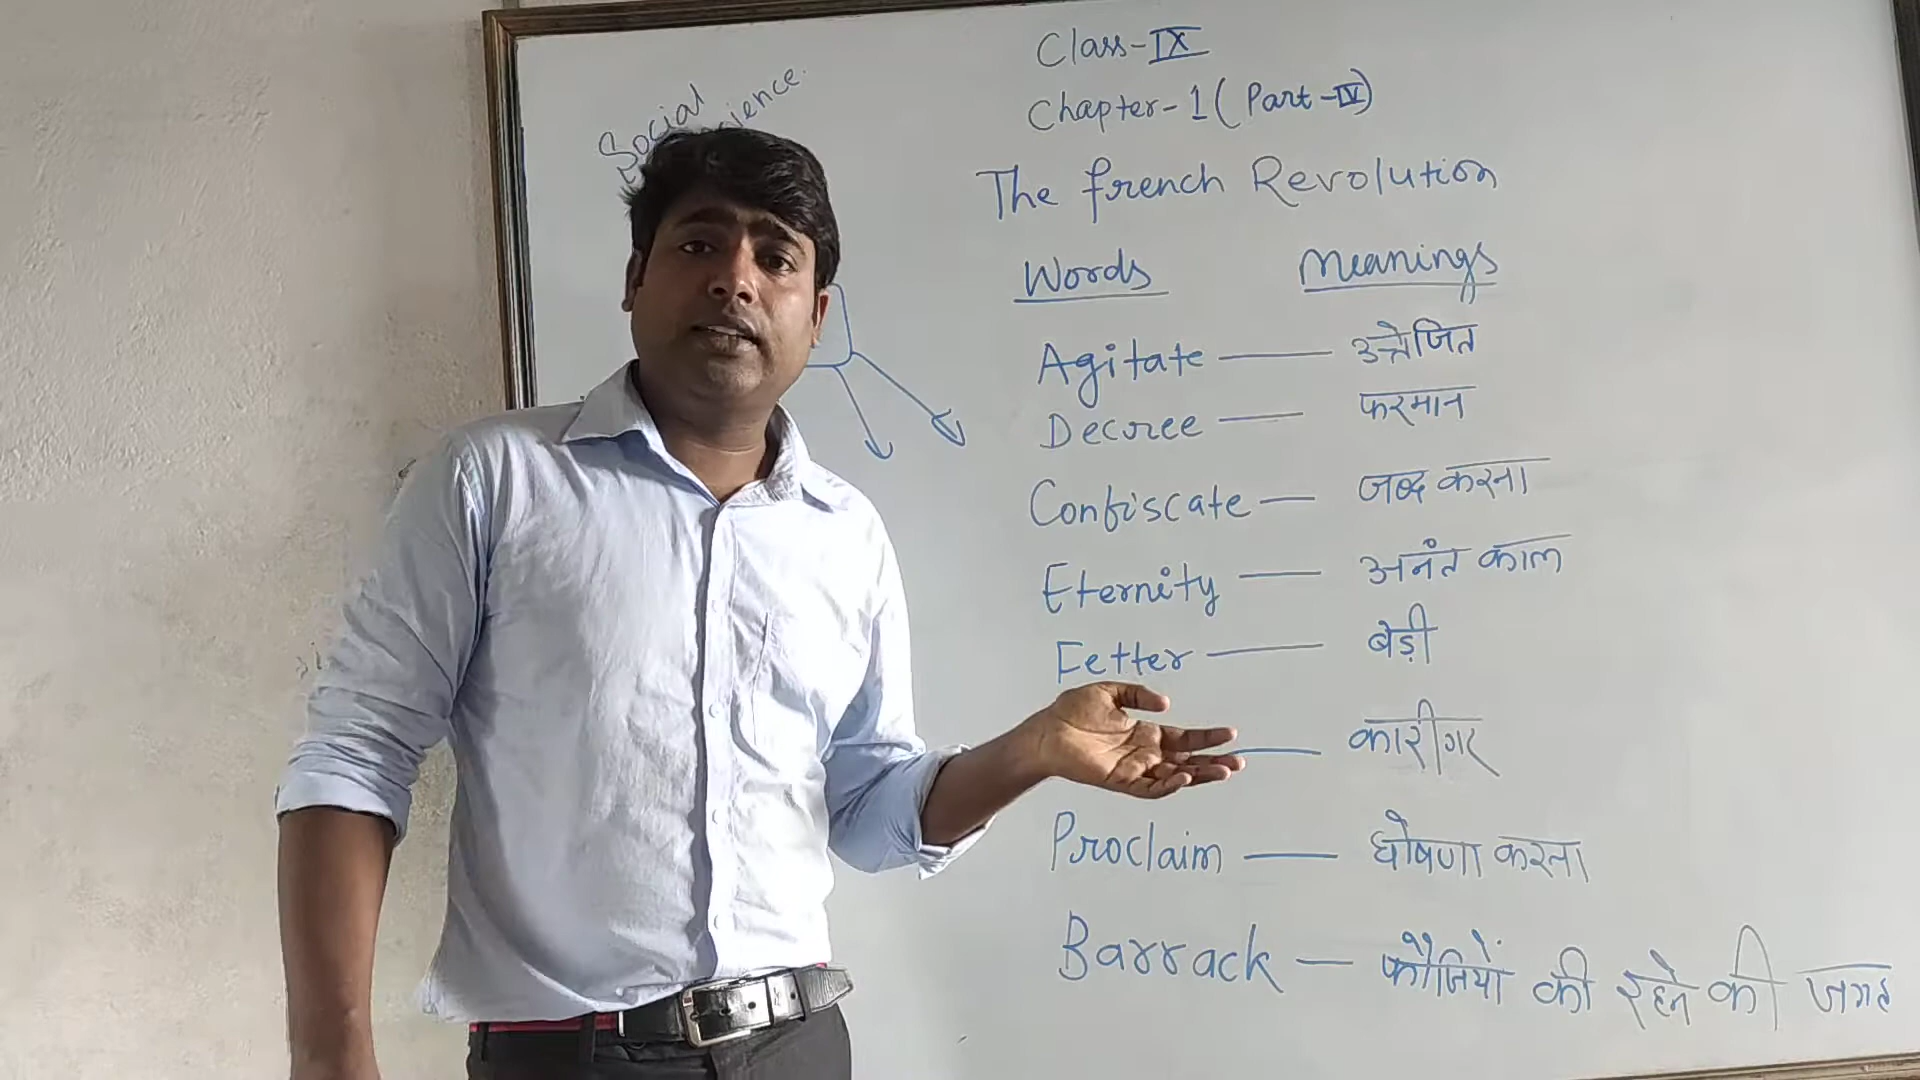 Social
Science.
Class-IX
Chapter-1 (Part-IV)
The french Revolution
Words Meanings
Agitate — उत्तेजित
Decree — फरमान
Confiscate — जब्द करना
Eternity — अनंत काल
Fetter — बेड़ी
— कारीगर
Proclaim — घोषणा करना
Barrack — फौजियों की रहने की जगह